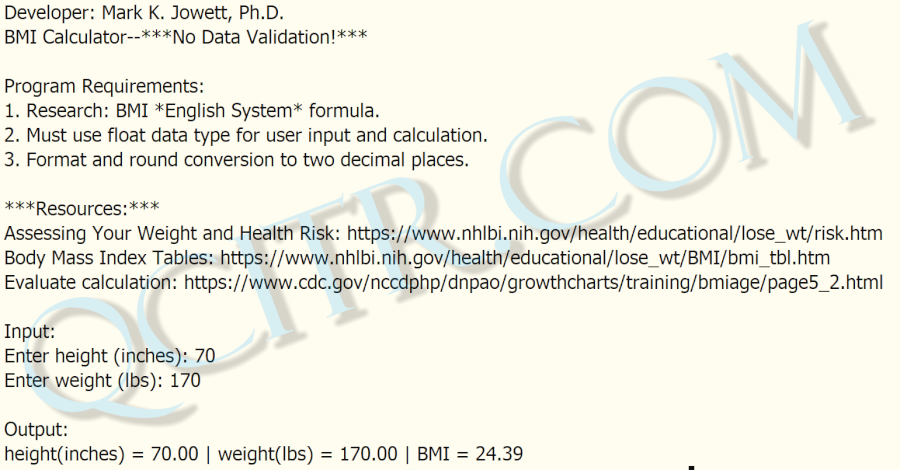 Developer: Mark K. Jowett, Ph.D.
BMI Calculator--***No Data Validation!***
Program Requirements:
1. Research: BMI *English System* formula.
2. Must use float data type for user input and calculation.
3. Format and round conversion to two decimal places.
***Resources:***
Assessing Your Weight and Health Risk: https://www.nhlbi.nih.gov/health/educational/lose_wt/risk.htm
Body Mass Index Tables: https://www.nhlbi.nih.gov/health/educational/lose_wt/BMI/bmi_tbl.htm
Evaluate calculation: https://www.cdc.gov/nccdphp/dnpao/growthcharts/training/bmiage/page5_2.html
Input:
Enter height (inches): 70
Enter weight (lbs): 170
Output:
height(inches) = 70.00 | weight(lbs) = 170.00 | BMI = 24.39
QCITR.COM